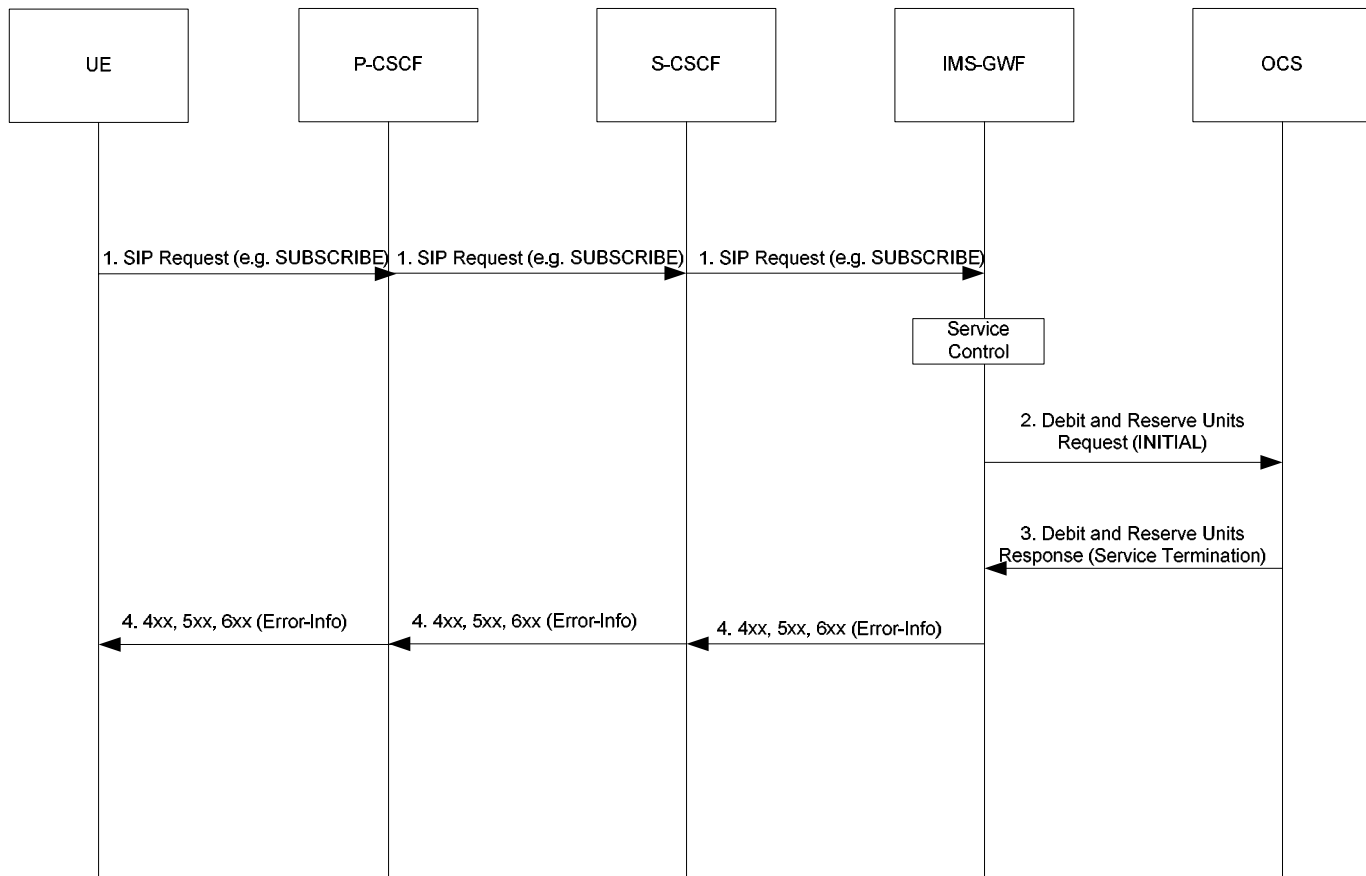 UE
P-CSCF
S-CSCF
IMS-GWF
OCS
1. SIP Request (e.g. SUBSCRIBE)
1. SIP Request (e.g. SUBSCRIBE)
1. SIP Request (e.g. SUBSCRIBE)
Service
Control
2. Debit and Reserve Units
Request (INITIAL)
3. Debit and Reserve Units
Response (Service Termination)
4. 4xx, 5xx, 6xx (Error-Info)
4. 4xx, 5xx, 6xx (Error-Info)
4. 4xx, 5xx, 6xx (Error-Info)